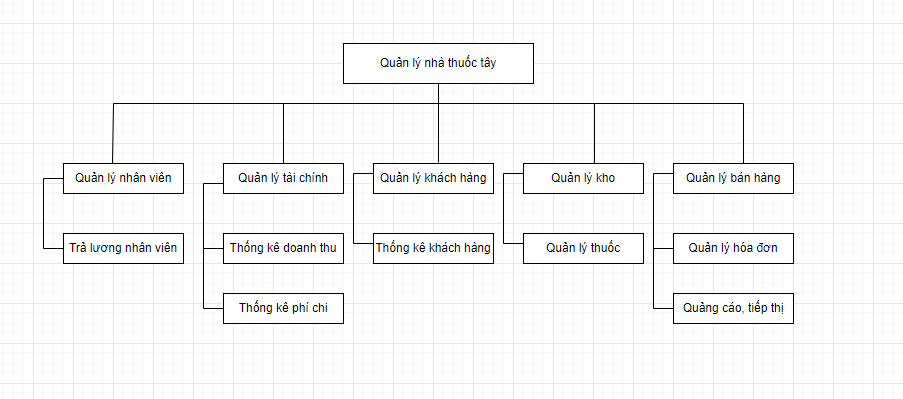 Quản lý nhà thuốc tây
Quản lý nhân viên
Quản lý tài chính
Quản lý khách hàng
Quản lý kho
Quản lý bán hàng
Trả lương nhân viên
Thống kê doanh thu
Thống kê khách hàng
Quản lý thuốc
Quản lý hóa đơn
Thống kê phí chi
Quảng cáo, tiếp thị